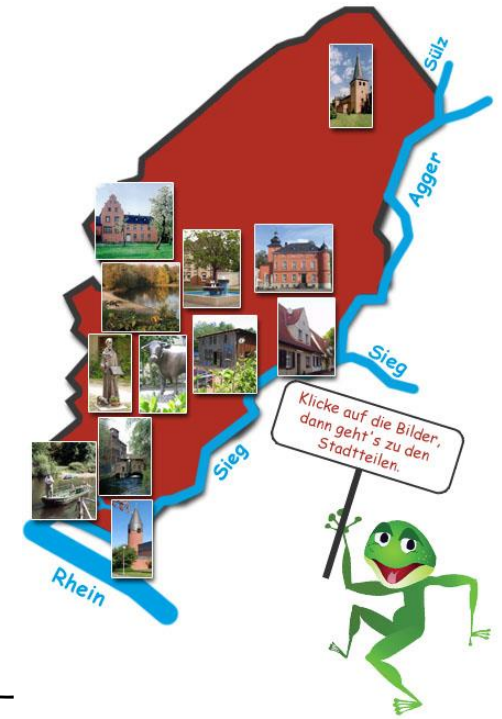 Sülz
Agger
Sieg
Klicke auf die Bilder,
dann geht's zu den
Stadtteilen.
Sieg
Rhein